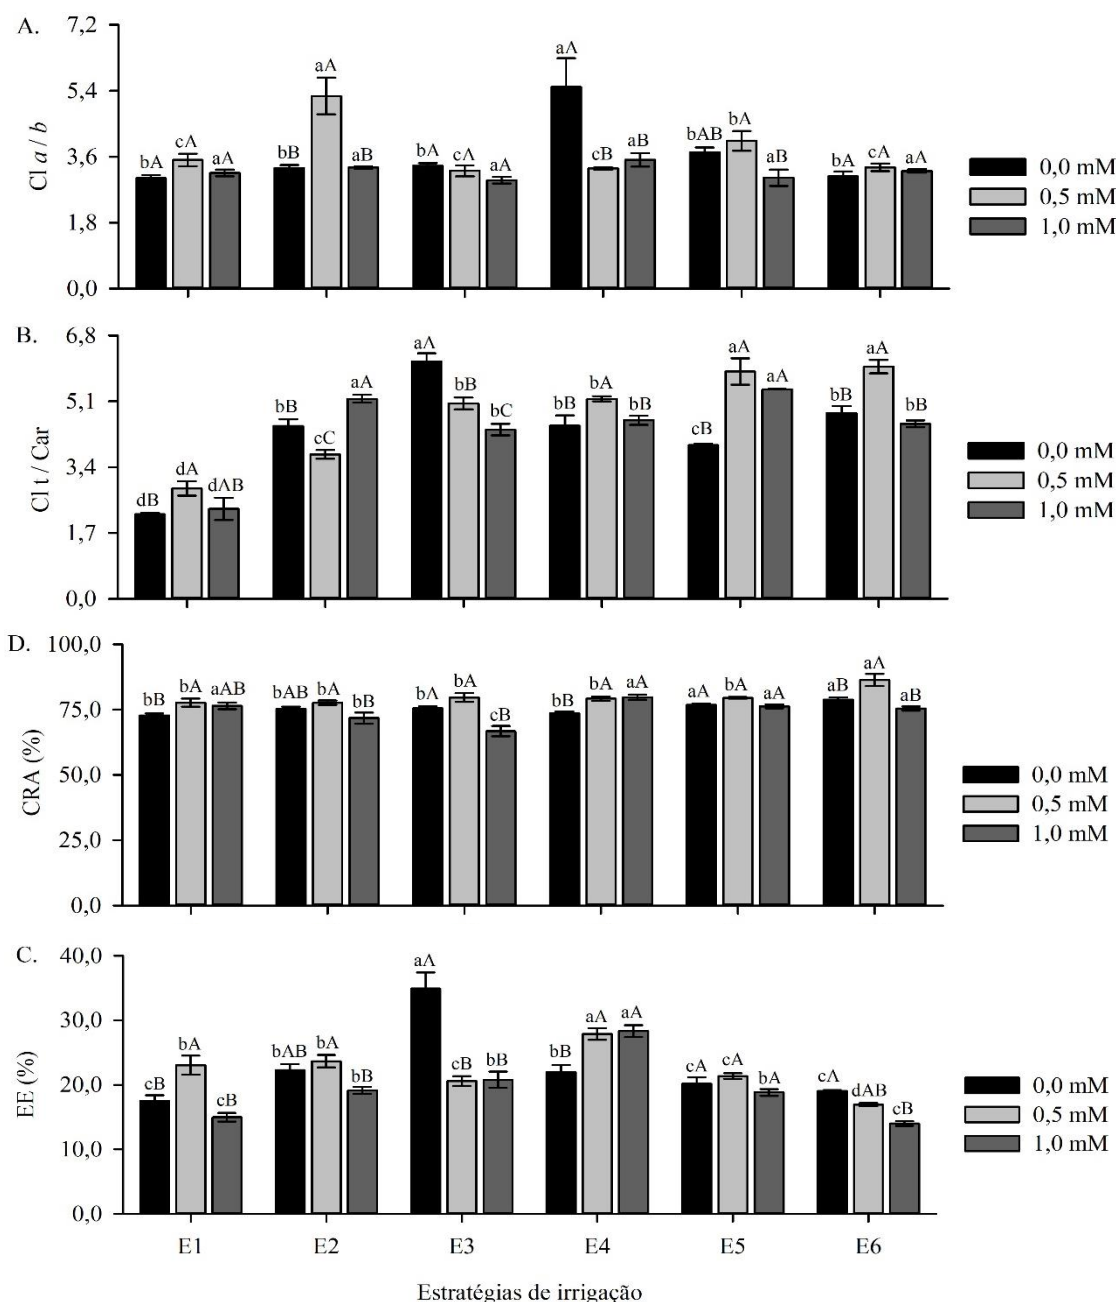 A.
Cl a / b
7,2
5,4
3,6
1,8
0,0
bA cA aA
bB aA aB
bA cA aA
aA cB aB
bAB bA aB
bA cA aA
0,0 mM
0,5 mM
1,0 mM
B.
Cl t / Car
6,8
5,1
3,4
1,7
0,0
dB dA dAB
bB cC aA
aA bB bC
bB bA bB
cB aA aA
bB aA bB
0,0 mM
0,5 mM
1,0 mM
D.
CRA (%)
100,0
75,0
50,0
25,0
0,0
bB bA aAB
bAB bA bB
bA bA cB
bB bA aA
aA bA aA
aB aA aB
0,0 mM
0,5 mM
1,0 mM
C.
EE (%)
40,0
30,0
20,0
10,0
0,0
cB bA cB
bAB bA bB
aA cB bB
bB aA aA
cA cA bA
cA dAB cB
0,0 mM
0,5 mM
1,0 mM
E1 E2 E3 E4 E5 E6
Estratégias de irrigação